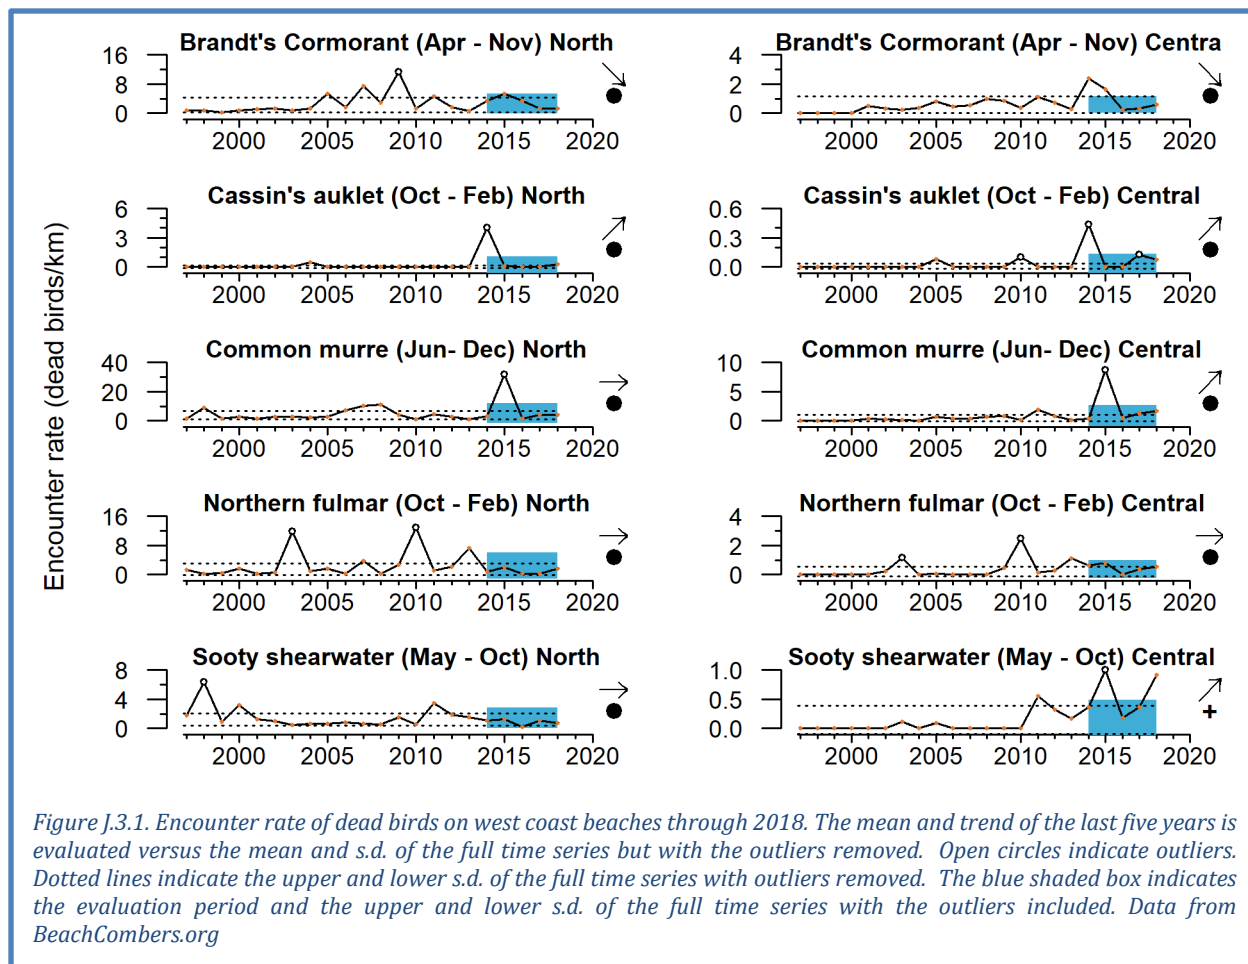 Encounter rate (dead birds/km)
Brandt's Cormorant (Apr - Nov) North
16
8
0
2000 2005 2010 2015 2020
Brandt's Cormorant (Apr - Nov) Centra
4
2
0
2000 2005 2010 2015 2020
Cassin's auklet (Oct - Feb) North
6
3
0
2000 2005 2010 2015 2020
Cassin's auklet (Oct - Feb) Central
0.6
0.3
0.0
2000 2005 2010 2015 2020
Common murre (Jun- Dec) North
40
20
0
2000 2005 2010 2015 2020
Common murre (Jun- Dec) Central
10
5
0
2000 2005 2010 2015 2020
Northern fulmar (Oct - Feb) North
16
8
0
2000 2005 2010 2015 2020
Northern fulmar (Oct - Feb) Central
4
2
0
2000 2005 2010 2015 2020
Sooty shearwater (May - Oct) North
8
4
0
2000 2005 2010 2015 2020
Sooty shearwater (May - Oct) Central
1.0
0.5
0.0
+
2000 2005 2010 2015 2020
Figure J.3.1. Encounter rate of dead birds on west coast beaches through 2018. The mean and trend of the last five years is
evaluated versus the mean and s.d. of the full time series but with the outliers removed. Open circles indicate outliers.
Dotted lines indicate the upper and lower s.d. of the full time series with outliers removed. The blue shaded box indicates
the evaluation period and the upper and lower s.d. of the full time series with the outliers included. Data from
BeachCombers.org